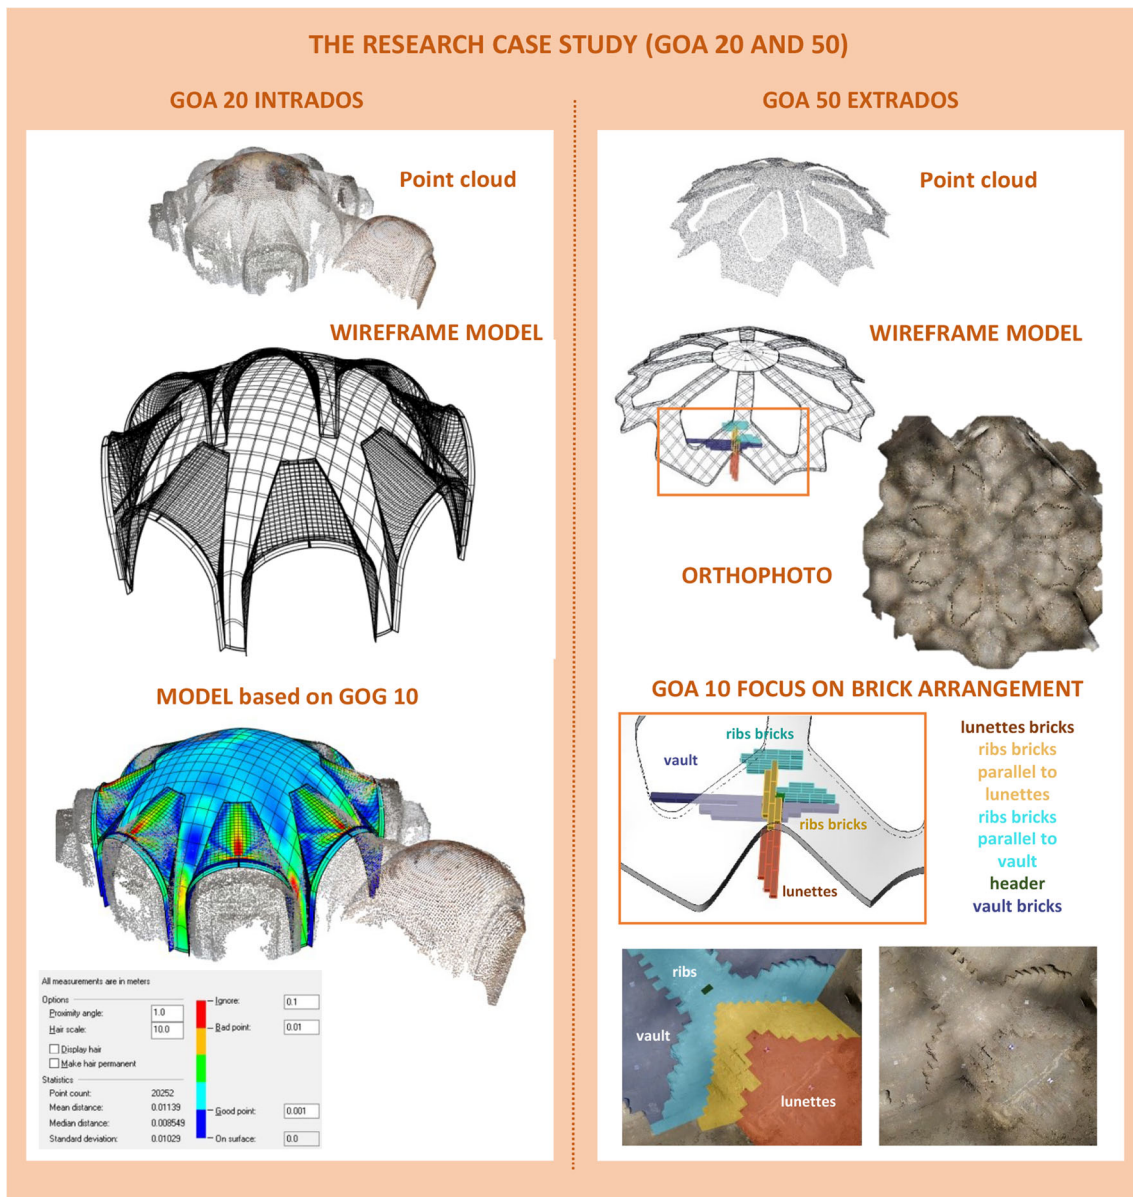 THE RESEARCH CASE STUDY (GOA 20 AND 50)
GOA 20 INTRADOS
Point cloud
WIREFRAME MODEL
MODEL based on GOG 10
All measurements are in meters
Options
Proximity angle: 1.0
Hair scale: 10.0
Display hair
Make hair permanent
Statistics
Point count: 20252
Mean distance: 0.01139
Median distance: 0.008549
Standard deviation: 0.01029
Ignore: 0.1
Bad point: 0.01
Good point: 0.001
On surface: 0.0
GOA 50 EXTRADOS
Point cloud
WIREFRAME MODEL
ORTHOPHOTO
GOA 10 FOCUS ON BRICK ARRANGEMENT
ribs bricks
vault
ribs bricks
lunettes
lunettes bricks
ribs bricks
parallel to
lunettes
ribs bricks
parallel to
vault
header
vault bricks
ribs
vault
lunettes